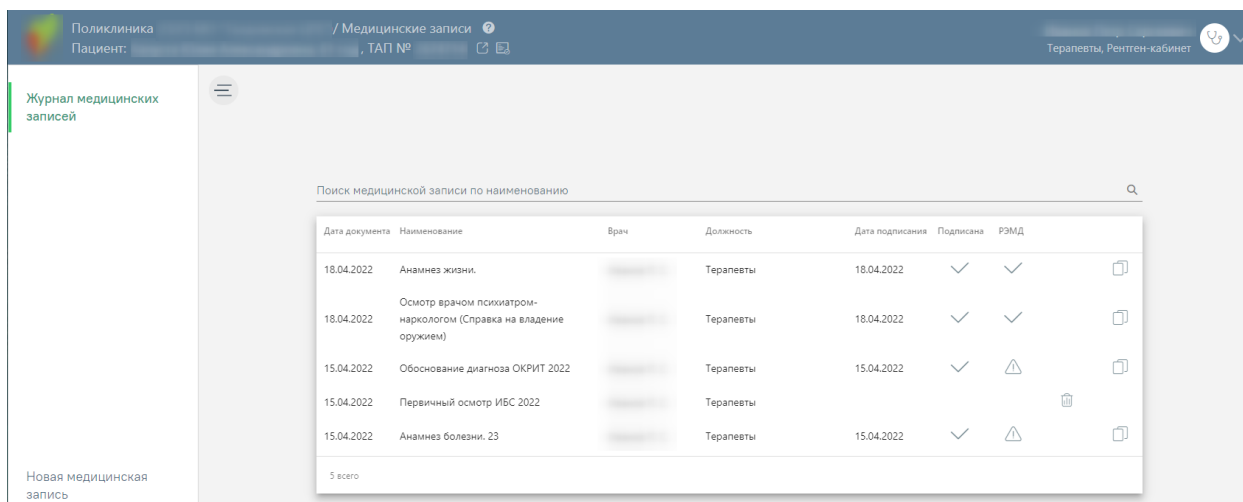 Поликлиника / Медицинские записи
Пациент: , ТАП №
Терапевты, Рентген-кабинет
Журнал медицинских
записей
Поиск медицинской записи по наименованию
Дата документа Наименование Врач Должность Дата подписания Подписана РЭМД
18.04.2022 Анамнез жизни. Терапевты 18.04.2022
Осмотр врачом психиатром-
18.04.2022 наркологом (Справка на владение Терапевты 18.04.2022
оружием)
15.04.2022 Обоснование диагноза ОКРИТ 2022 Терапевты 15.04.2022
15.04.2022 Первичный осмотр ИБС 2022 Терапевты
15.04.2022 Анамнез болезни. 23 Терапевты 15.04.2022
5 всего
Новая медицинская
запись